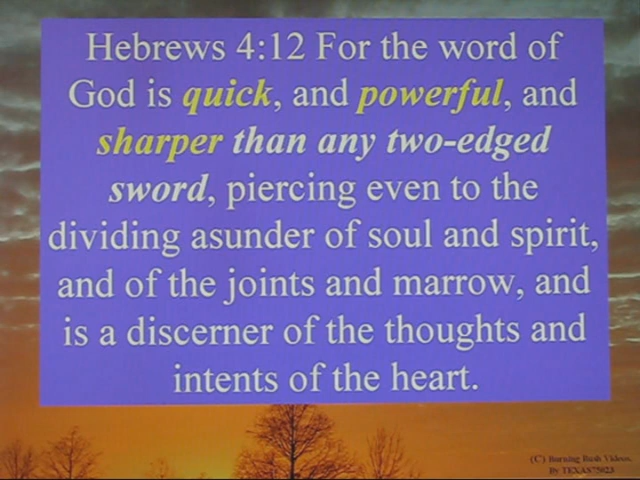 Hebrews 4:12 For the word of
God is quick, and powerful, and
sharper than any two-edged
sword, piercing even to the
dividing asunder of soul and spirit,
and of the joints and marrow, and
is a discerner of the thoughts and
intents of the heart.
(C) Burning Bush Videos,
By TEXAS75023